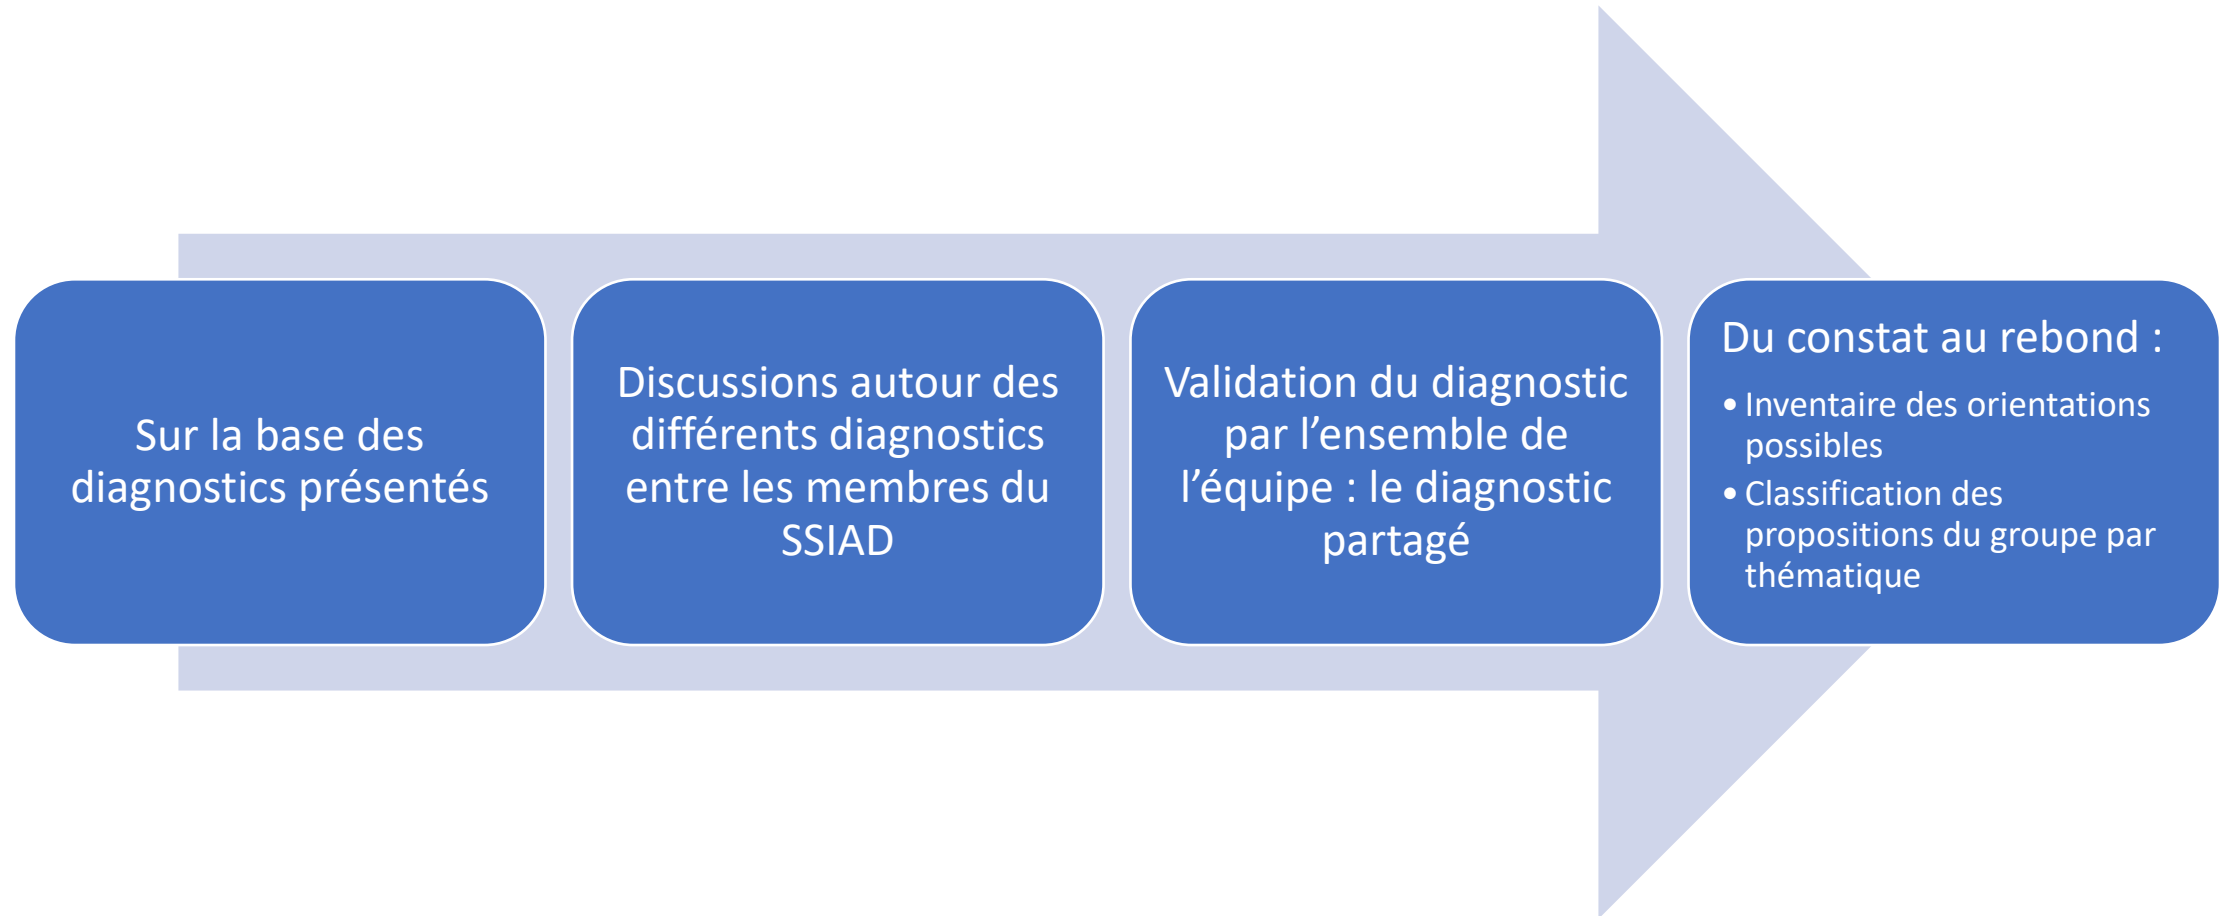 Sur la base des
diagnostics présentés
Discussions autour des
différents diagnostics
entre les membres du
SSIAD
Validation du diagnostic
par l’ensemble de
l’équipe : le diagnostic
partagé
Du constat au rebond :
• Inventaire des orientations
possibles
• Classification des
propositions du groupe par
thématique